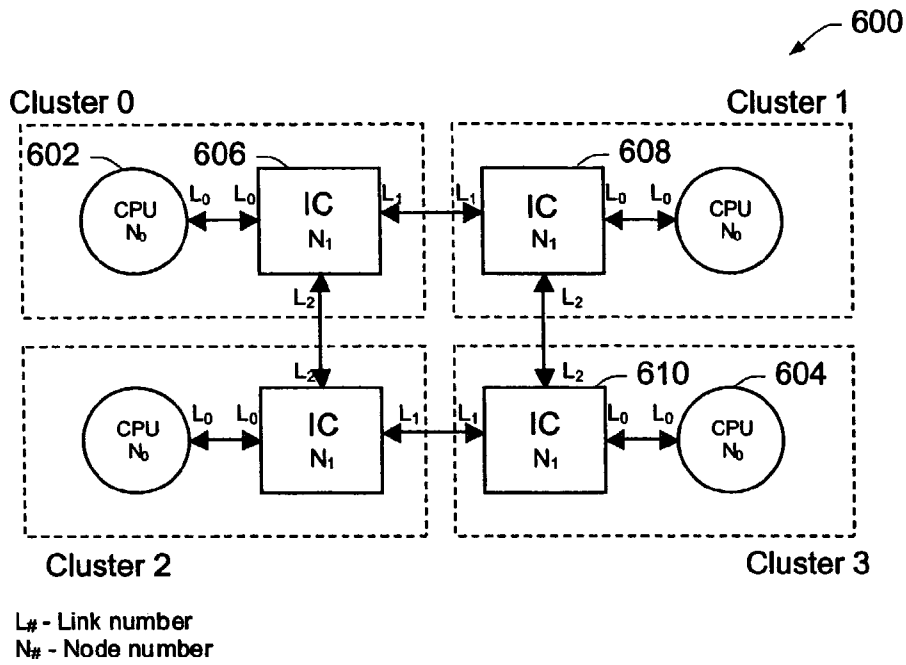 600
Cluster 0
Cluster 1
602
606
608
CPU
N₀
L₀
L₀
IC
N₁
L₁
L₁
IC
N₁
L₀
L₀
CPU
N₀
L₂
L₂
L₂
L₂
610
604
CPU
N₀
L₀
L₀
IC
N₁
L₁
L₁
IC
N₁
L₀
L₀
CPU
N₀
Cluster 2
Cluster 3
L# - Link number
N# - Node number